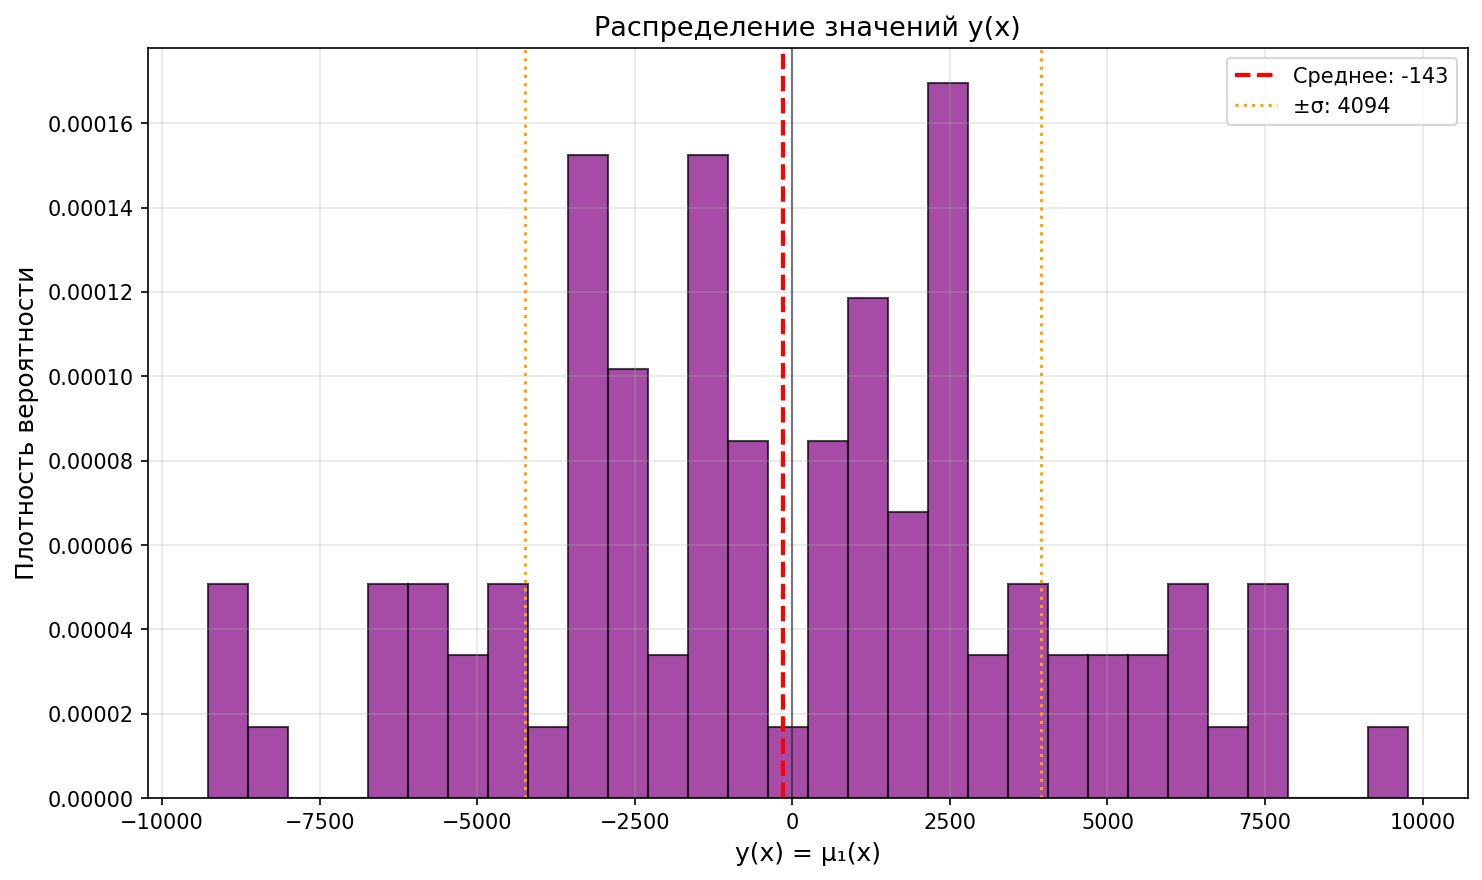 Распределение значений y(x)
Среднее: -143
±σ: 4094
Плотность вероятности
0.00016
0.00014
0.00012
0.00010
0.00008
0.00006
0.00004
0.00002
0.00000
−10000 −7500 −5000 −2500 0 2500 5000 7500 10000
y(x) = μ₁(x)